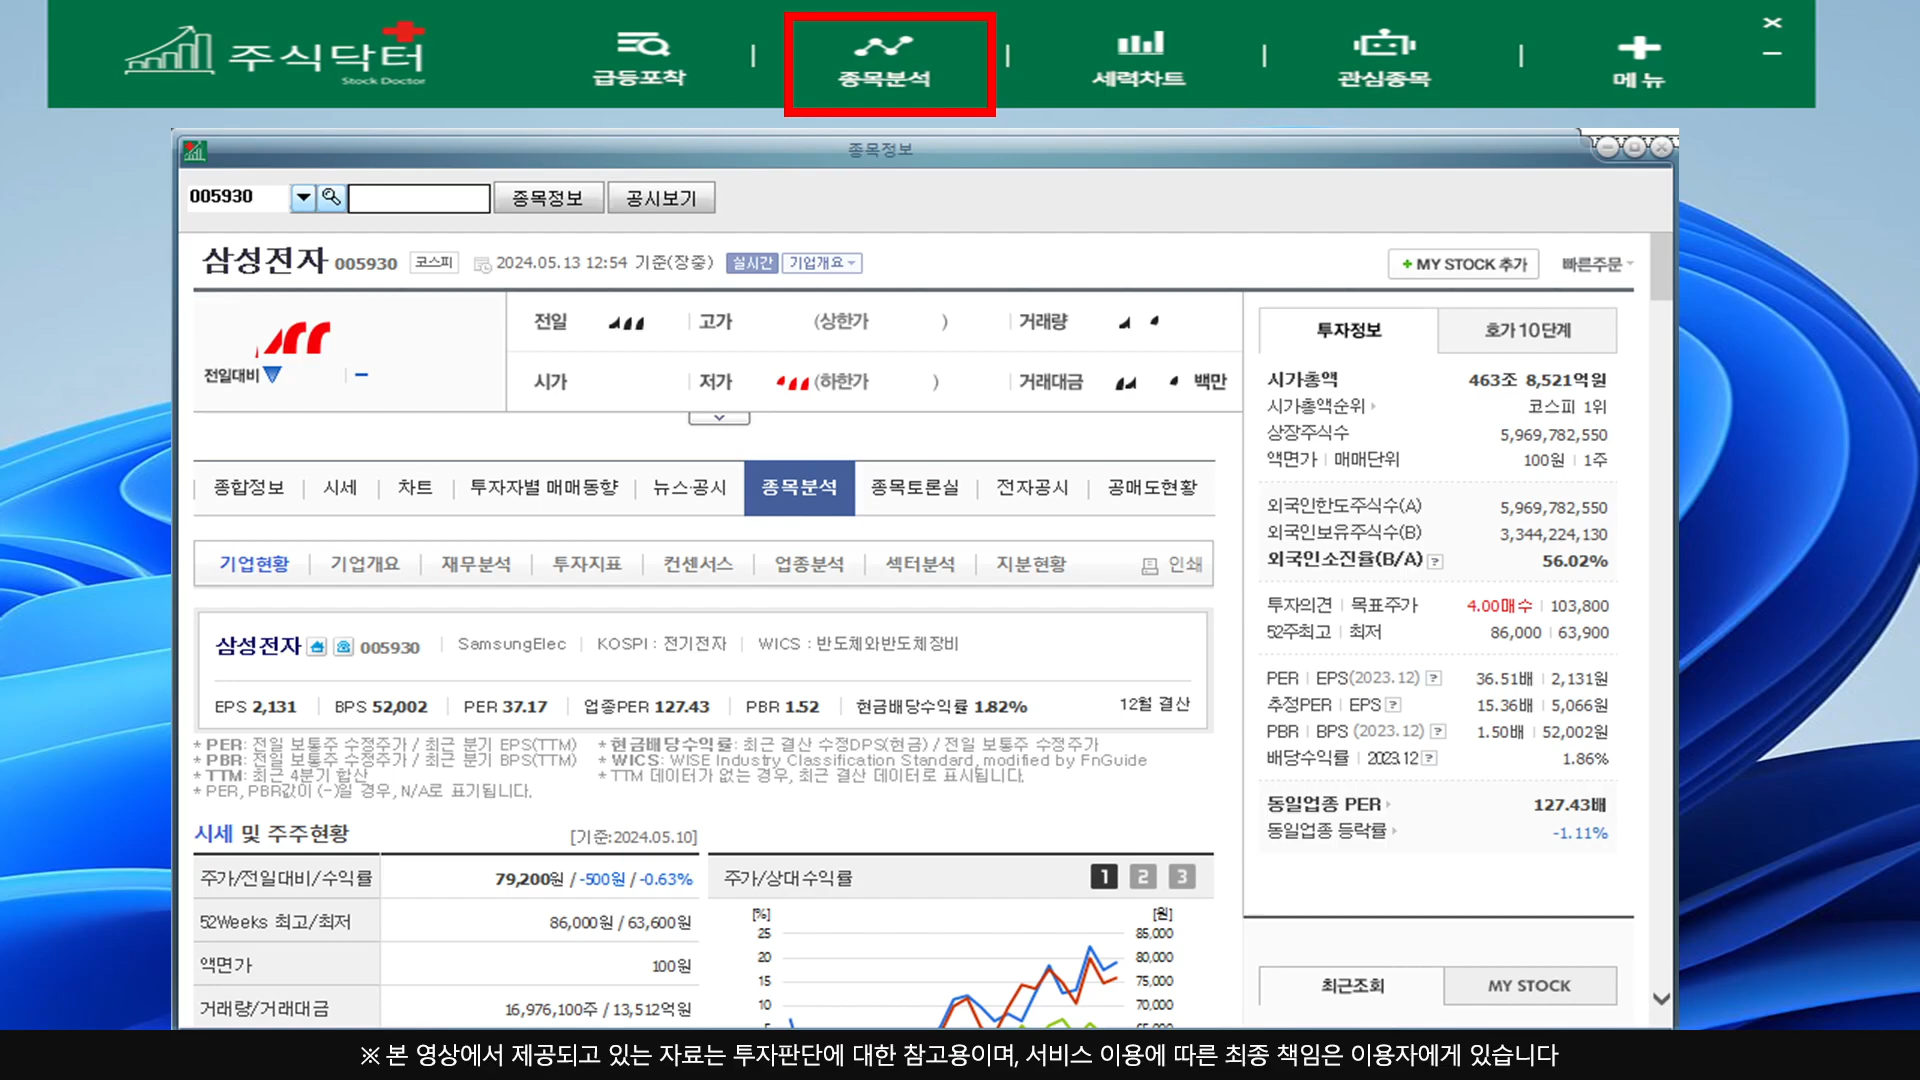 주식닥터
Stock Doctor
급등포착 | 종목분석 | 세력차트 | 관심종목 | 메뉴
종목정보
005930 종목정보 공시보기
삼성전자 005930 코스피 2024.05.13 12:54 기준(장중) 실시간 기업개요
+ MY STOCK 추가 빠른주문
전일 고가 (상한가 ) 거래량
전일대비
시가 저가 (하한가 ) 거래대금 백만
종합정보 | 시세 | 차트 | 투자자별 매매동향 | 뉴스·공시 종목분석 종목토론실 | 전자공시 | 공매도현황
기업현황 | 기업개요 | 재무분석 | 투자지표 | 컨센서스 | 업종분석 | 섹터분석 | 지분현황 인쇄
삼성전자 005930 | SamsungElec | KOSPI : 전기전자 | WICS : 반도체와반도체장비
EPS 2,131 | BPS 52,002 | PER 37.17 | 업종PER 127.43 | PBR 1.52 | 현금배당수익률 1.82% 12월 결산
* PER: 전일 보통주 수정주가 / 최근 분기 EPS(TTM)
* PBR: 전일 보통주 수정주가 / 최근 분기 BPS(TTM)
* TTM: 최근 4분기 합산
* PER, PBR값이 (-)일 경우, N/A로 표기됩니다.
* 현금배당수익률: 최근 결산 수정DPS(현금) / 전일 보통주 수정주가
* WICS: WISE Industry Classification Standard, modified by FnGuide
* TTM 데이터가 없는 경우, 최근 결산 데이터로 표시됩니다.
시세 및 주주현황 [기준:2024.05.10]
주가/전일대비/수익률 79,200원 / -500원 / -0.63%
52Weeks 최고/최저 86,000원 / 63,600원
액면가 100원
거래량/거래대금 16,976,100주 / 13,512억원
주가/상대수익률 1 2 3
[%] [원]
25 85,000
20 80,000
15 75,000
10 70,000
5 65,000
투자정보 호가 10단계
시가총액 463조 8,521억원
시가총액순위 코스피 1위
상장주식수 5,969,782,550
액면가 | 매매단위 100원 | 1주
외국인한도주식수(A) 5,969,782,550
외국인보유주식수(B) 3,344,224,130
외국인소진율(B/A) ? 56.02%
투자의견 | 목표주가 4.00매수 | 103,800
52주최고 | 최저 86,000 | 63,900
PER | EPS(2023.12) ? 36.51배 | 2,131원
추정PER | EPS ? 15.36배 | 5,066원
PBR | BPS (2023.12) ? 1.50배 | 52,002원
배당수익률 | 2023.12 ? 1.86%
동일업종 PER 127.43배
동일업종 등락률 -1.11%
최근조회 MY STOCK
※ 본 영상에서 제공되고 있는 자료는 투자판단에 대한 참고용이며, 서비스 이용에 따른 최종 책임은 이용자에게 있습니다